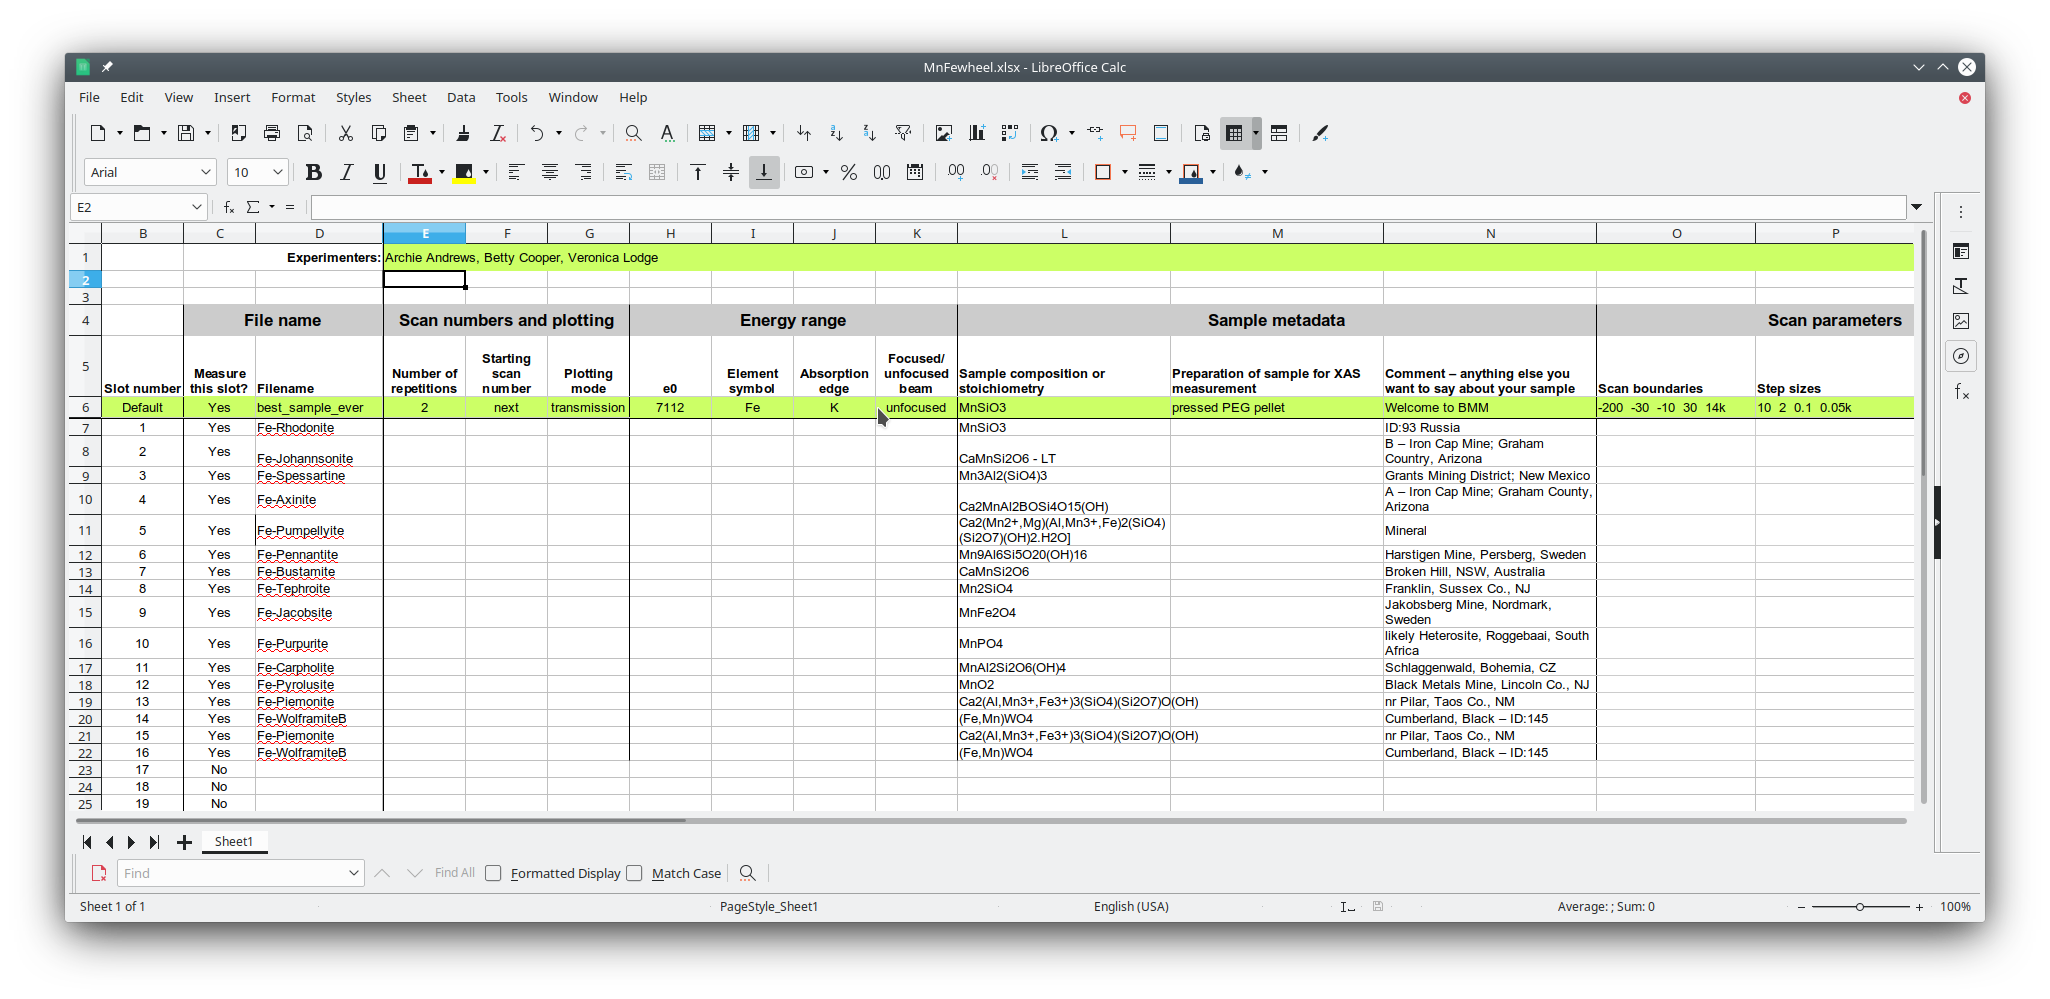 MnFewheel.xlsx - LibreOffice Calc
File Edit View Insert Format Styles Sheet Data Tools Window Help
Arial 10
E2
B C D E F G H I J K L M N O P
1 Experimenters: Archie Andrews, Betty Cooper, Veronica Lodge
2
3
4 File name Scan numbers and plotting Energy range Sample metadata Scan parameters
5 Slot number Measure this slot? Filename Number of repetitions Starting scan number Plotting mode e0 Element symbol Absorption edge Focused/ unfocused beam Sample composition or stoichiometry Preparation of sample for XAS measurement Comment – anything else you want to say about your sample Scan boundaries Step sizes
6 Default Yes best_sample_ever 2 next transmission 7112 Fe K unfocused MnSiO3 pressed PEG pellet Welcome to BMM -200 -30 -10 30 14k 10 2 0.1 0.05k
7 1 Yes Fe-Rhodonite MnSiO3 ID:93 Russia
8 2 Yes Fe-Johannsonite CaMnSi2O6 - LT B – Iron Cap Mine; Graham Country, Arizona
9 3 Yes Fe-Spessartine Mn3Al2(SiO4)3 Grants Mining District; New Mexico
10 4 Yes Fe-Axinite Ca2MnAl2BOSi4O15(OH) A – Iron Cap Mine; Graham County, Arizona
11 5 Yes Fe-Pumpellyite Ca2(Mn2+,Mg)(Al,Mn3+,Fe)2(SiO4)(Si2O7)(OH)2.H2O] Mineral
12 6 Yes Fe-Pennantite Mn9Al6Si5O20(OH)16 Harstigen Mine, Persberg, Sweden
13 7 Yes Fe-Bustamite CaMnSi2O6 Broken Hill, NSW, Australia
14 8 Yes Fe-Tephroite Mn2SiO4 Franklin, Sussex Co., NJ
15 9 Yes Fe-Jacobsite MnFe2O4 Jakobsberg Mine, Nordmark, Sweden
16 10 Yes Fe-Purpurite MnPO4 likely Heterosite, Roggebaai, South Africa
17 11 Yes Fe-Carpholite MnAl2Si2O6(OH)4 Schlaggenwald, Bohemia, CZ
18 12 Yes Fe-Pyrolusite MnO2 Black Metals Mine, Lincoln Co., NJ
19 13 Yes Fe-Piemonite Ca2(Al,Mn3+,Fe3+)3(SiO4)(Si2O7)O(OH) nr Pilar, Taos Co., NM
20 14 Yes Fe-WolframiteB (Fe,Mn)WO4 Cumberland, Black – ID:145
21 15 Yes Fe-Piemonite Ca2(Al,Mn3+,Fe3+)3(SiO4)(Si2O7)O(OH) nr Pilar, Taos Co., NM
22 16 Yes Fe-WolframiteB (Fe,Mn)WO4 Cumberland, Black – ID:145
23 17 No
24 18 No
25 19 No
Sheet1
Find Find All Formatted Display Match Case
Sheet 1 of 1 PageStyle_Sheet1 English (USA) Average: ; Sum: 0 100%